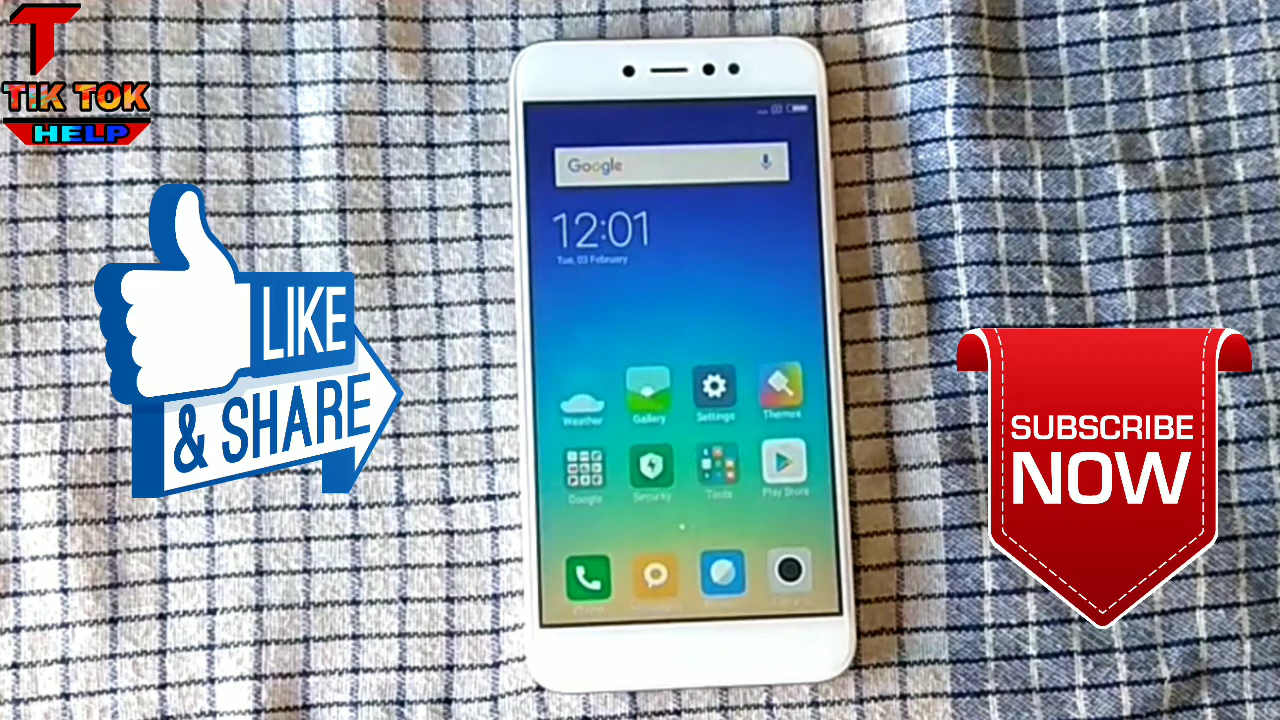 T
TIK TOK
HELP
LIKE
& SHARE
Google
12:01
Tue, 03 February
Weather
Gallery
Settings
Themes
Google
Security
Tools
Play Store
Phone
SUBSCRIBE
NOW